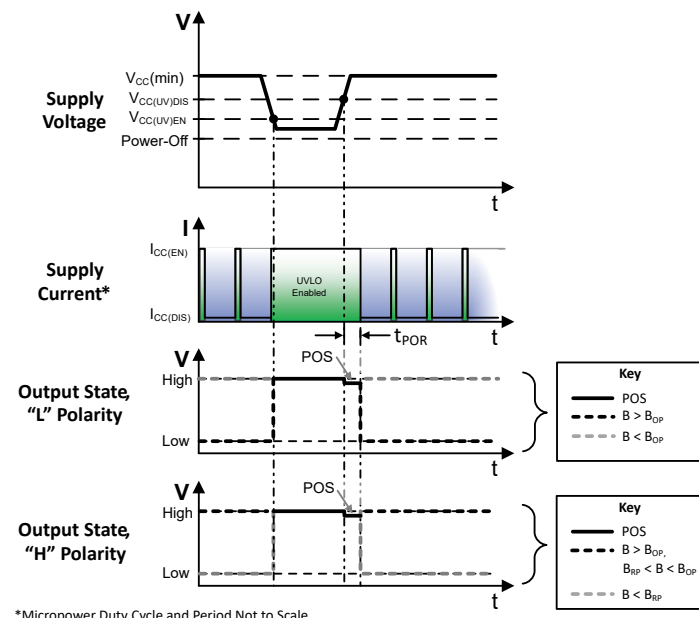 V
V_CC(min)
V_CC(UV)DIS
V_CC(UV)EN
Power-Off
Supply
Voltage
t
I
I_CC(EN)
Supply
Current*
UVLO
Enabled
I_CC(DIS)
t
t_POR
POS
V
High
Output State,
"L" Polarity
Low
t
Key
POS
B > B_OP
B < B_OP
POS
V
High
Output State,
"H" Polarity
Low
t
Key
POS
B > B_OP,
B_RP < B < B_OP
B < B_RP
*Micropower Duty Cycle and Period Not to Scale